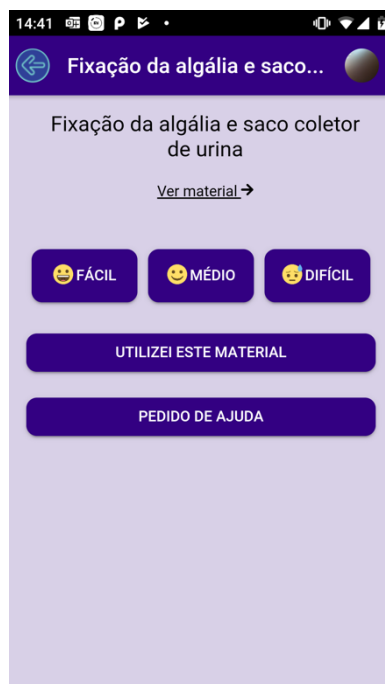 14:41
Fixação da algália e saco...
Fixação da algália e saco coletor
de urina
Ver material
FÁCIL
MÉDIO
DIFÍCIL
UTILIZEI ESTE MATERIAL
PEDIDO DE AJUDA